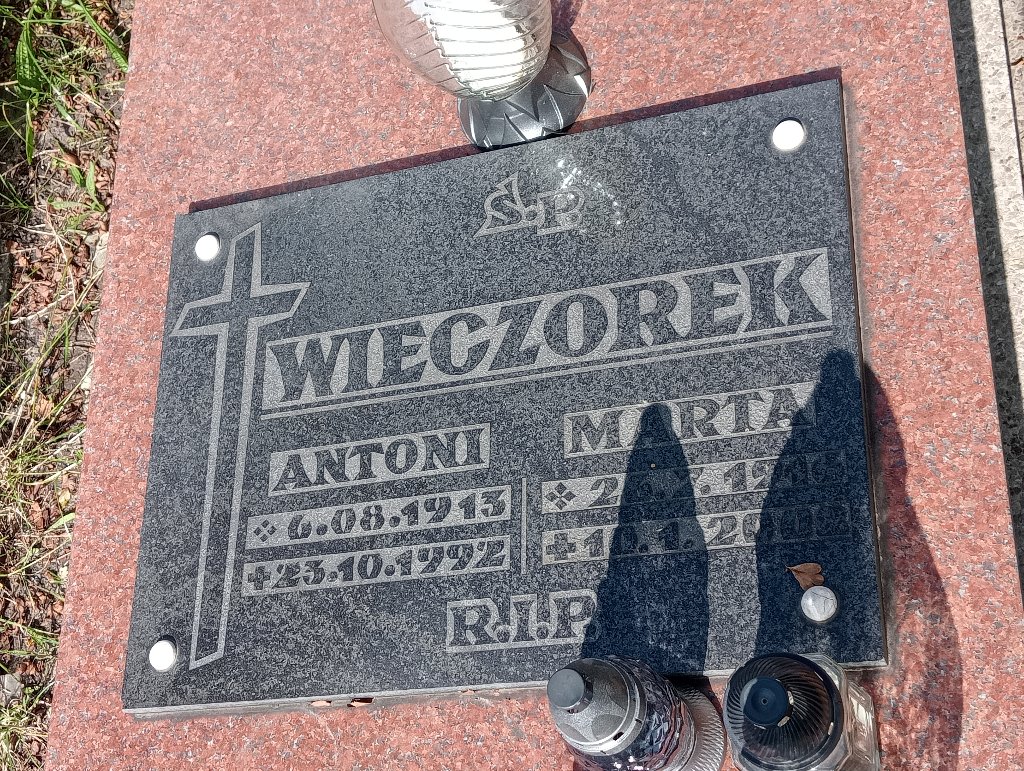 Ś.P.
WIECZOREK
ANTONI MARTA
6.08.1913
23.10.1992
R.I.P.